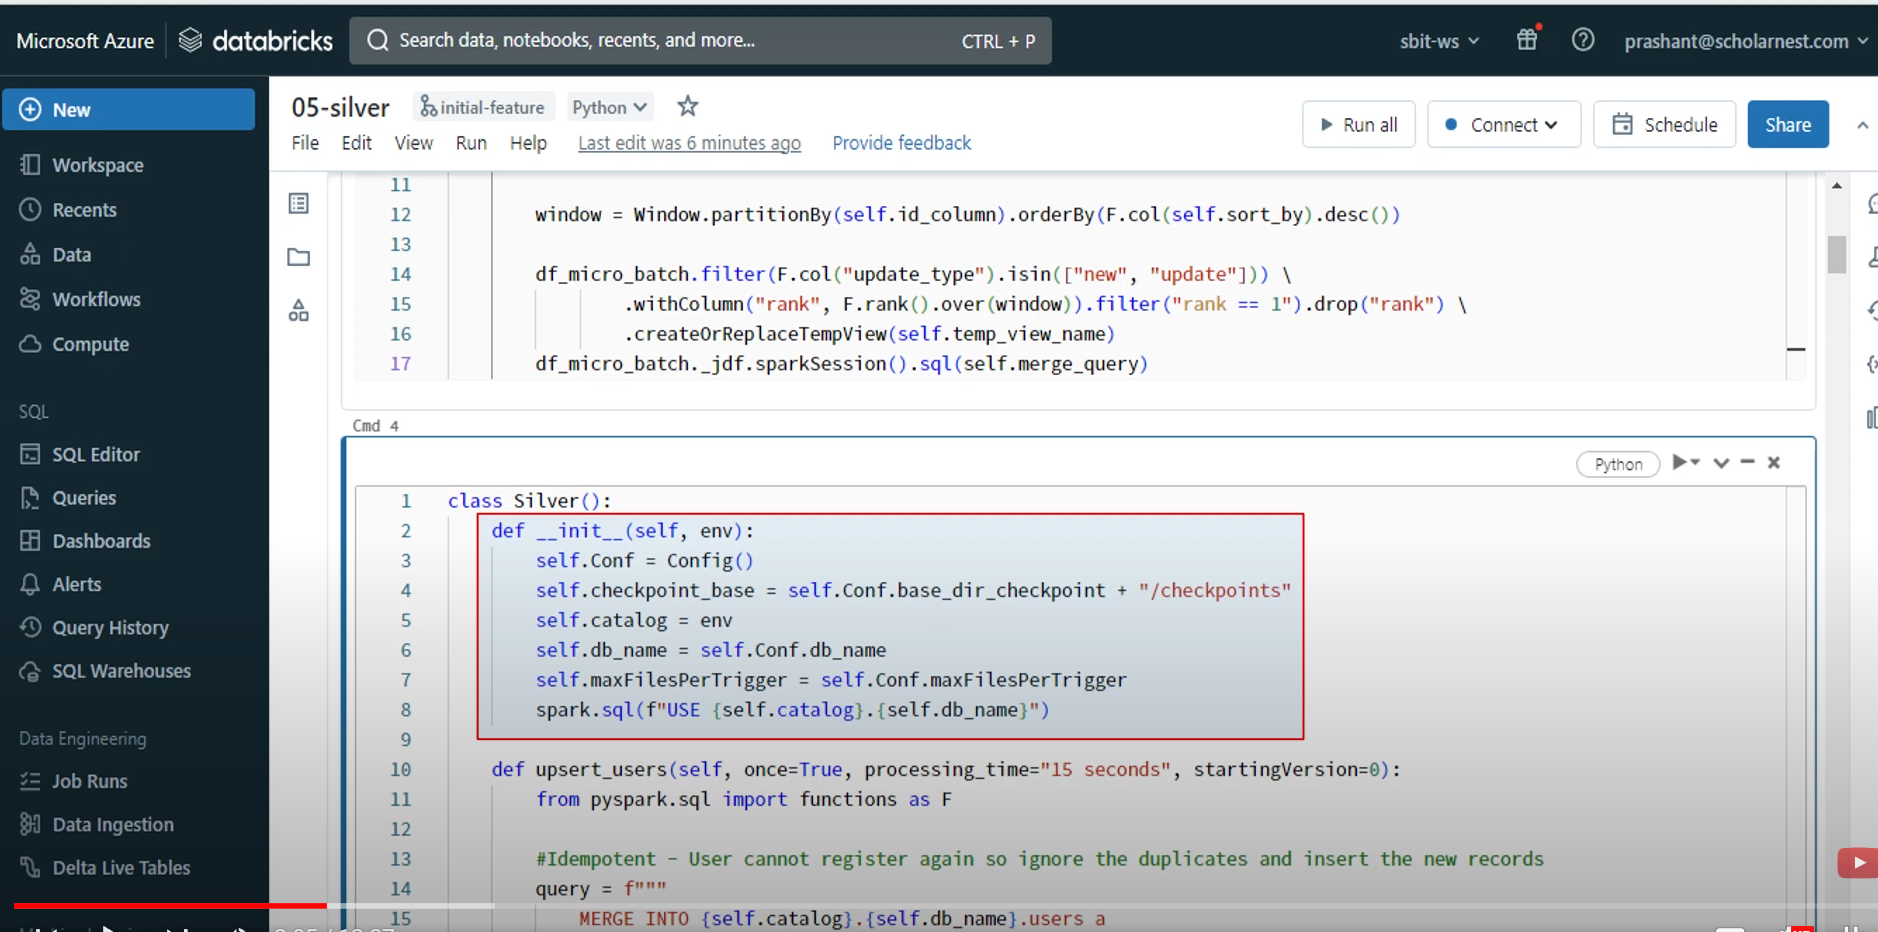 Microsoft Azure databricks Search data, notebooks, recents, and more... CTRL + P sbit-ws prashant@scholarnest.com
New
Workspace
Recents
Data
Workflows
Compute
SQL
SQL Editor
Queries
Dashboards
Alerts
Query History
SQL Warehouses
Data Engineering
Job Runs
Data Ingestion
Delta Live Tables
05-silver initial-feature Python
File Edit View Run Help Last edit was 6 minutes ago Provide feedback
Run all Connect Schedule Share
11
12 window = Window.partitionBy(self.id_column).orderBy(F.col(self.sort_by).desc())
13
14 df_micro_batch.filter(F.col("update_type").isin(["new", "update"])) \
15 .withColumn("rank", F.rank().over(window)).filter("rank == 1").drop("rank") \
16 .createOrReplaceTempView(self.temp_view_name)
17 df_micro_batch._jdf.sparkSession().sql(self.merge_query)
Cmd 4
Python
1 class Silver():
2 def __init__(self, env):
3 self.Conf = Config()
4 self.checkpoint_base = self.Conf.base_dir_checkpoint + "/checkpoints"
5 self.catalog = env
6 self.db_name = self.Conf.db_name
7 self.maxFilesPerTrigger = self.Conf.maxFilesPerTrigger
8 spark.sql(f"USE {self.catalog}.{self.db_name}")
9
10 def upsert_users(self, once=True, processing_time="15 seconds", startingVersion=0):
11 from pyspark.sql import functions as F
12
13 #Idempotent - User cannot register again so ignore the duplicates and insert the new records
14 query = f"""
15 MERGE INTO {self.catalog}.{self.db_name}.users a